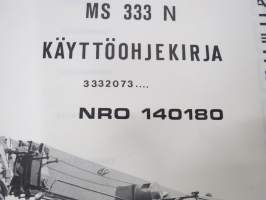 MS 333 N
KÄYTTÖOHJEKIRJA
3332073....
NRO 140180